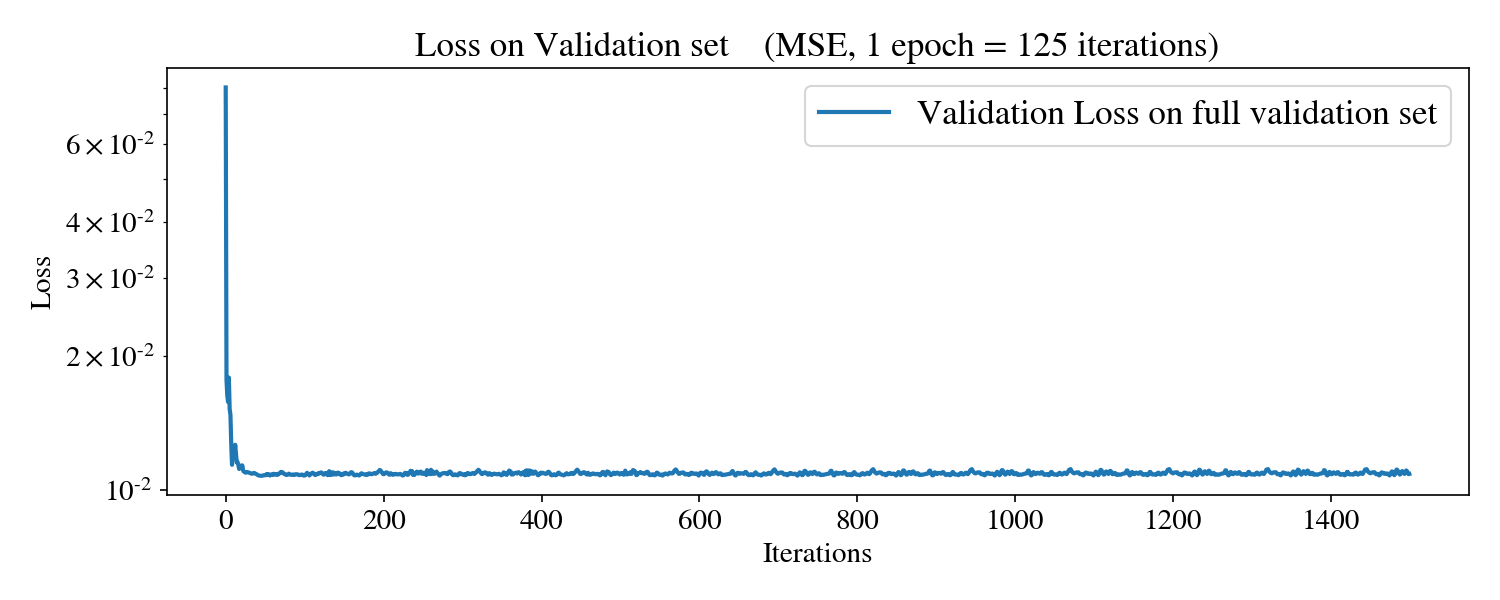 Loss on Validation set (MSE, 1 epoch = 125 iterations)
Validation Loss on full validation set
6 × 10⁻²
4 × 10⁻²
3 × 10⁻²
2 × 10⁻²
10⁻²
Loss
0 200 400 600 800 1000 1200 1400
Iterations